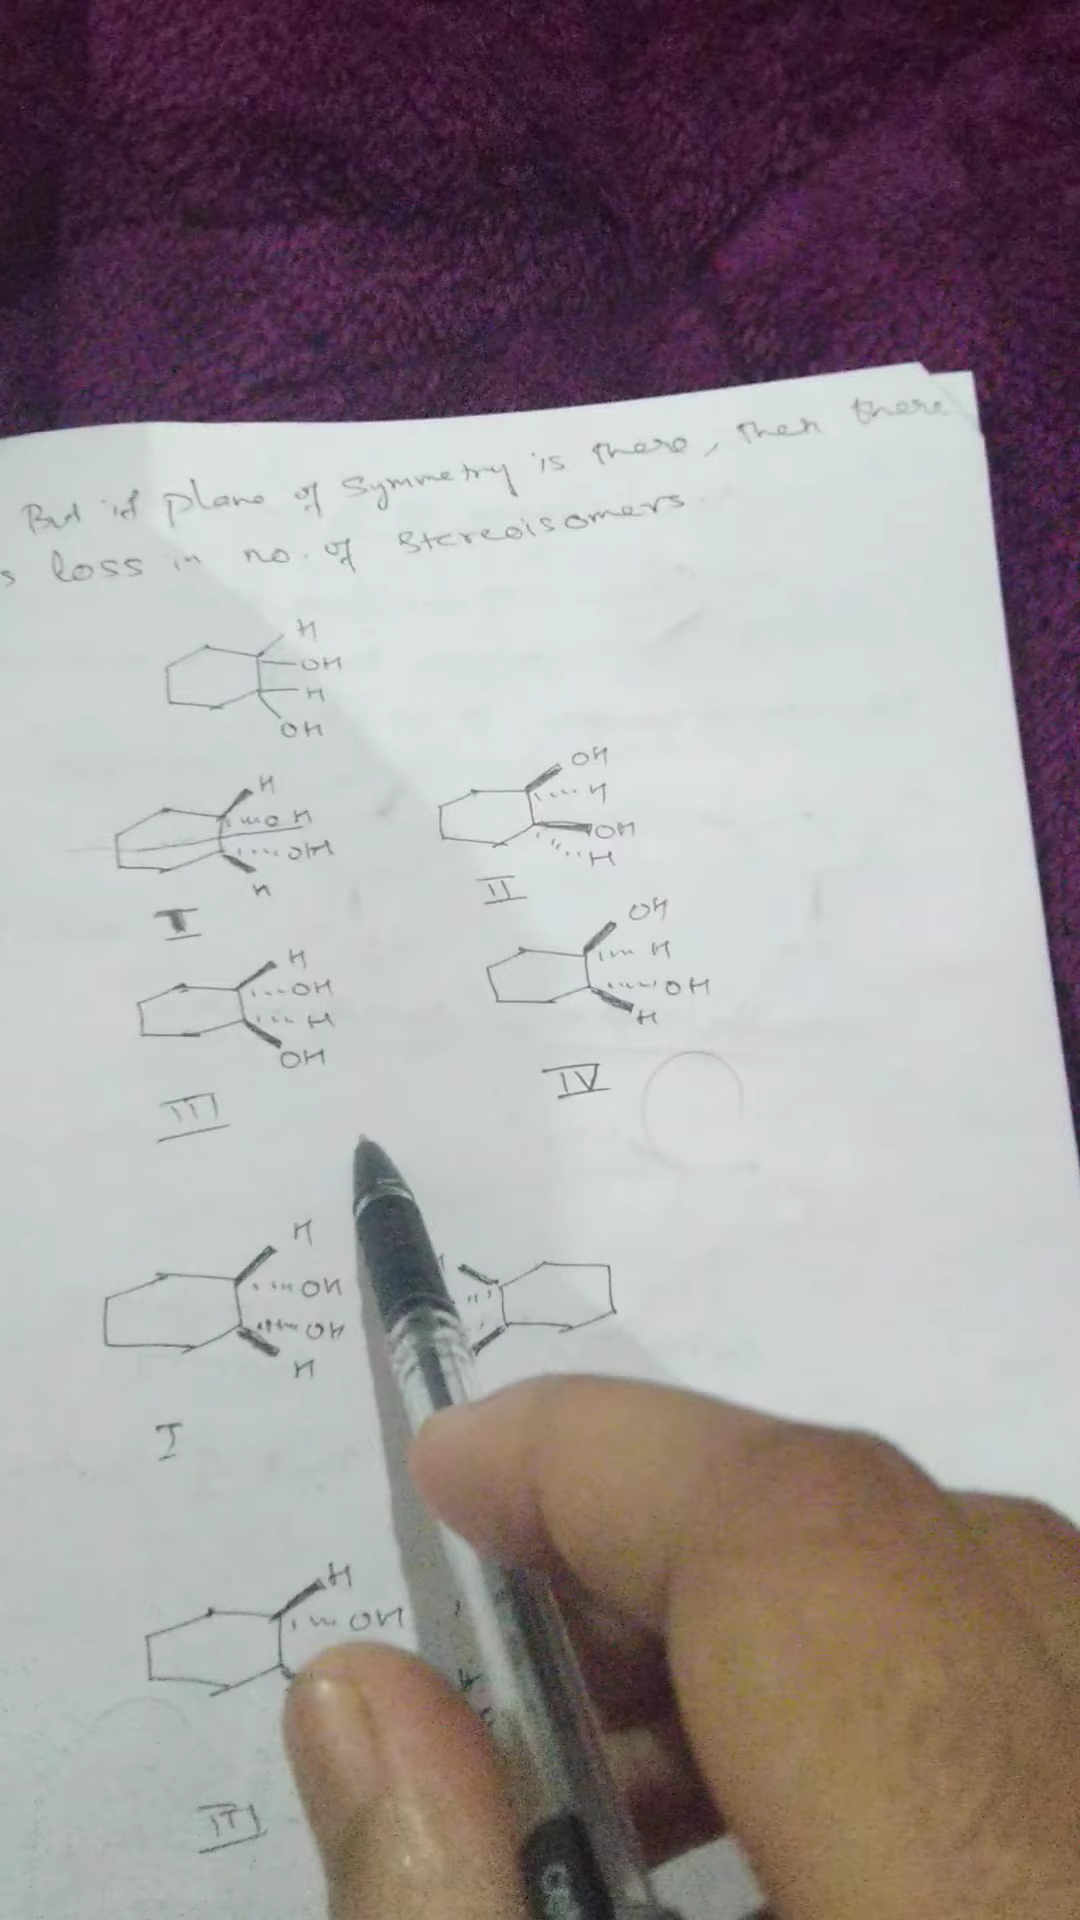 But if plane of symmetry is there, then there
s loss in no. of stereoisomers.
H
OH
H
OH
H
OH
OH
H
I
OH
H
OH
H
II
H
OH
H
OH
III
OH
H
OH
H
IV
H
OH
OH
H
I
H
OH
III